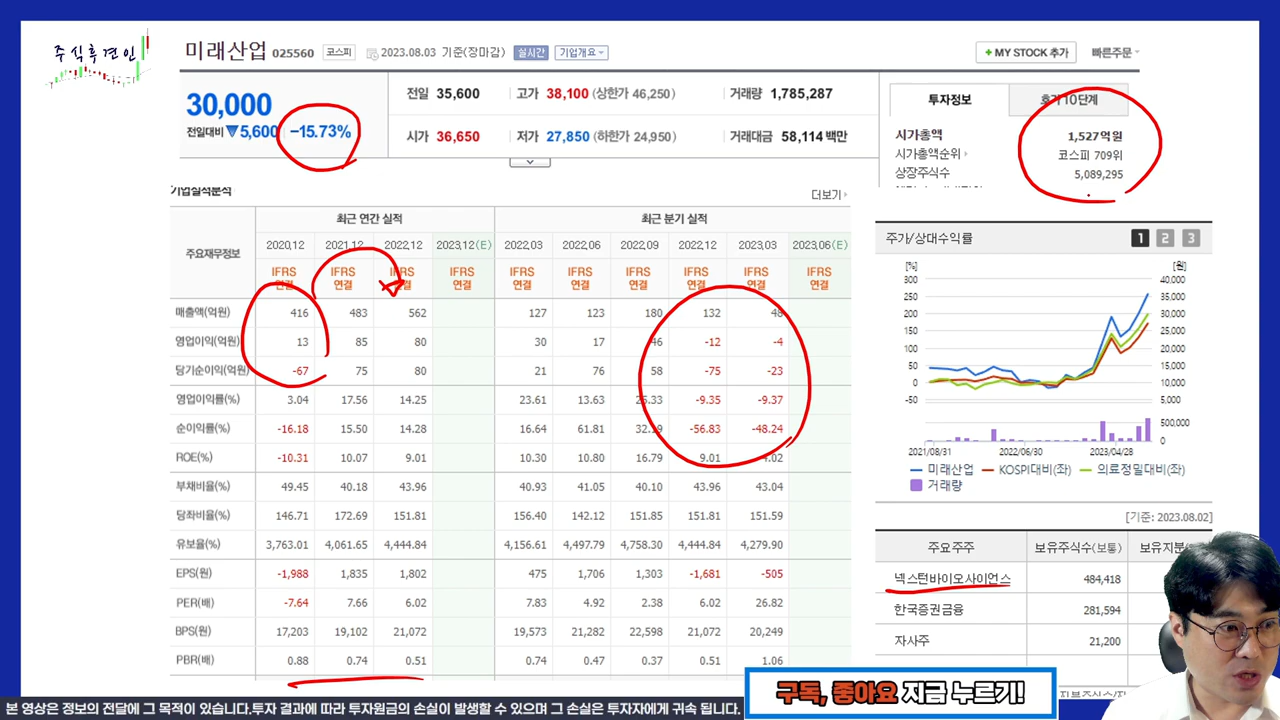 주식후견인
미래산업 025560 코스피 2023.08.03 기준(장마감) 실시간 기업개요
+ MY STOCK 추가 빠른주문
30,000
전일대비 ▼5,600 -15.73%
전일 35,600 고가 38,100 (상한가 46,250) 거래량 1,785,287
시가 36,650 저가 27,850 (하한가 24,950) 거래대금 58,114 백만
투자정보 호가 10단계
시가총액 1,527억원
시가총액순위 코스피 709위
상장주식수 5,089,295
기업실적분석 더보기
주요재무정보 최근 연간 실적 최근 분기 실적
2020.12 2021.12 2022.12 2023.12(E) 2022.03 2022.06 2022.09 2022.12 2023.03 2023.06(E)
IFRS IFRS IFRS IFRS IFRS IFRS IFRS IFRS IFRS IFRS
연결 연결 연결 연결 연결 연결 연결 연결 연결 연결
매출액(억원) 416 483 562 127 123 180 132 48
영업이익(억원) 13 85 80 30 17 46 -12 -4
당기순이익(억원) -67 75 80 21 76 58 -75 -23
영업이익률(%) 3.04 17.56 14.25 23.61 13.63 25.33 -9.35 -9.37
순이익률(%) -16.18 15.50 14.28 16.64 61.81 32.19 -56.83 -48.24
ROE(%) -10.31 10.07 9.01 10.30 10.80 16.79 9.01 4.02
부채비율(%) 49.45 40.18 43.96 40.93 41.05 40.10 43.96 43.04
당좌비율(%) 146.71 172.69 151.81 156.40 142.12 151.85 151.81 151.59
유보율(%) 3,763.01 4,061.65 4,444.84 4,156.61 4,497.79 4,758.30 4,444.84 4,279.90
EPS(원) -1,988 1,835 1,802 475 1,706 1,303 -1,681 -505
PER(배) -7.64 7.66 6.02 7.83 4.92 2.38 6.02 26.82
BPS(원) 17,203 19,102 21,072 19,573 21,282 22,598 21,072 20,249
PBR(배) 0.88 0.74 0.51 0.74 0.47 0.37 0.51 1.06
주가/상대수익률 1 2 3
[%] [원]
300 40,000
250 35,000
200 30,000
150 25,000
100 20,000
50 15,000
0 10,000
-50 5,000
500,000
0
2021/08/31 2022/06/30 2023/04/28
미래산업 KOSPI대비(좌) 의료정밀대비(좌)
거래량
[기준: 2023.08.02]
주요주주 보유주식수(보통) 보유지분
넥스턴바이오사이언스 484,418
한국증권금융 281,594
자사주 21,200
구독, 좋아요 지금 누르기!
본 영상은 정보의 전달에 그 목적이 있습니다.투자 결과에 따라 투자원금의 손실이 발생할 수 있으며 그 손실은 투자자에게 귀속 됩니다.